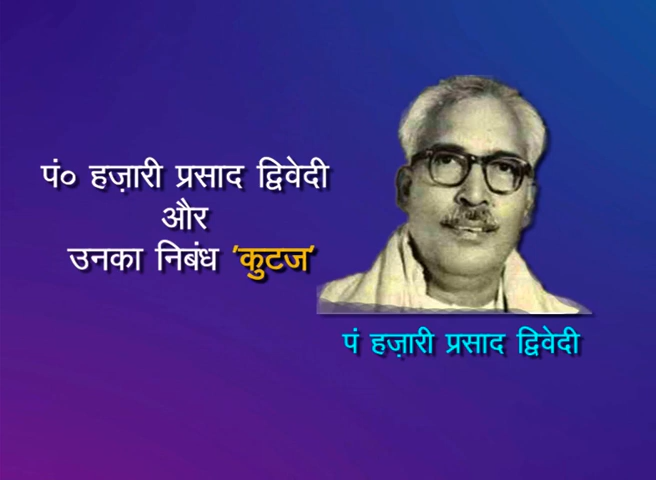 पं० हज़ारी प्रसाद द्विवेदी
और
उनका निबंध 'कुटज'
पं हज़ारी प्रसाद द्विवेदी